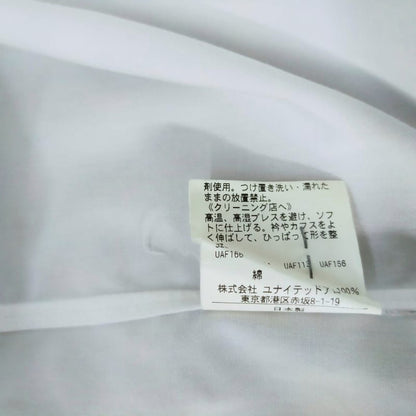 剤使用。つけ置き洗い・濡れた
ままの放置禁止。
《クリーニング店へ》
高温、高湿プレスを避け、ソフ
トに仕上げる。衿やカフスをよ
く伸ばして、ひっぱって形を整
UAF166
UAF166
綿
100%
株式会社 ユナイテッド
東京都港区赤坂8-1-19
日本製